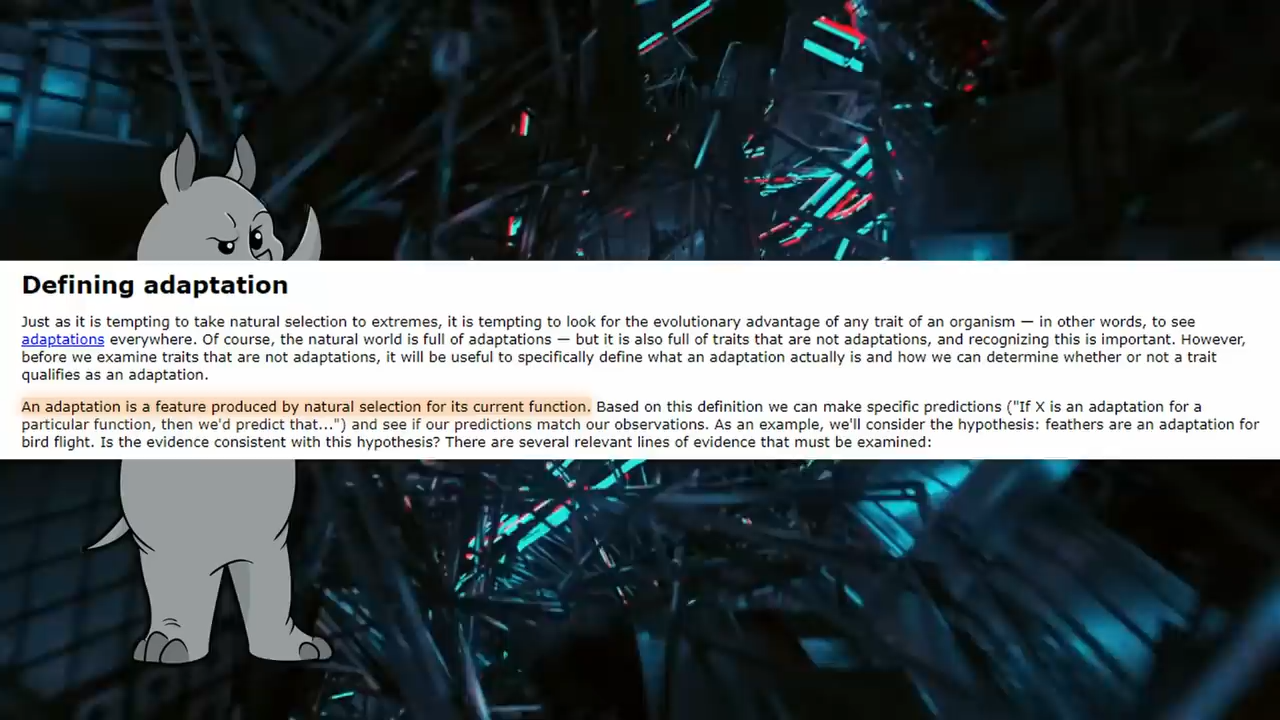 Defining adaptation
Just as it is tempting to take natural selection to extremes, it is tempting to look for the evolutionary advantage of any trait of an organism — in other words, to see
adaptations everywhere. Of course, the natural world is full of adaptations — but it is also full of traits that are not adaptations, and recognizing this is important. However,
before we examine traits that are not adaptations, it will be useful to specifically define what an adaptation actually is and how we can determine whether or not a trait
qualifies as an adaptation.
An adaptation is a feature produced by natural selection for its current function. Based on this definition we can make specific predictions ("If X is an adaptation for a
particular function, then we'd predict that...") and see if our predictions match our observations. As an example, we'll consider the hypothesis: feathers are an adaptation for
bird flight. Is the evidence consistent with this hypothesis? There are several relevant lines of evidence that must be examined: